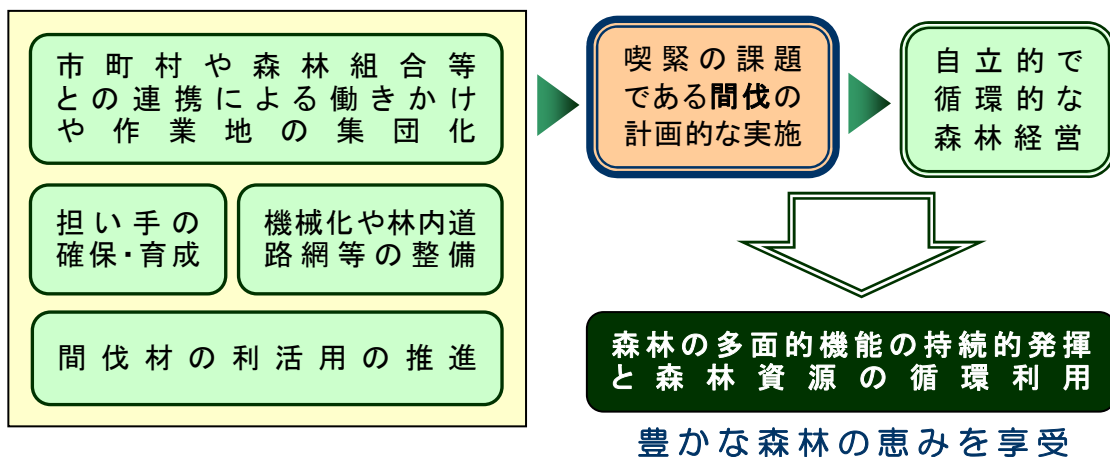 市町村や森林組合等
との連携による働きかけ
や作業地の集団化
担い手の
確保・育成
機械化や林内道
路網等の整備
間伐材の利活用の推進
喫緊の課題
である間伐の
計画的な実施
自立的で
循環的な
森林経営
森林の多面的機能の持続的発揮
と森林資源の循環利用
豊かな森林の恵みを享受